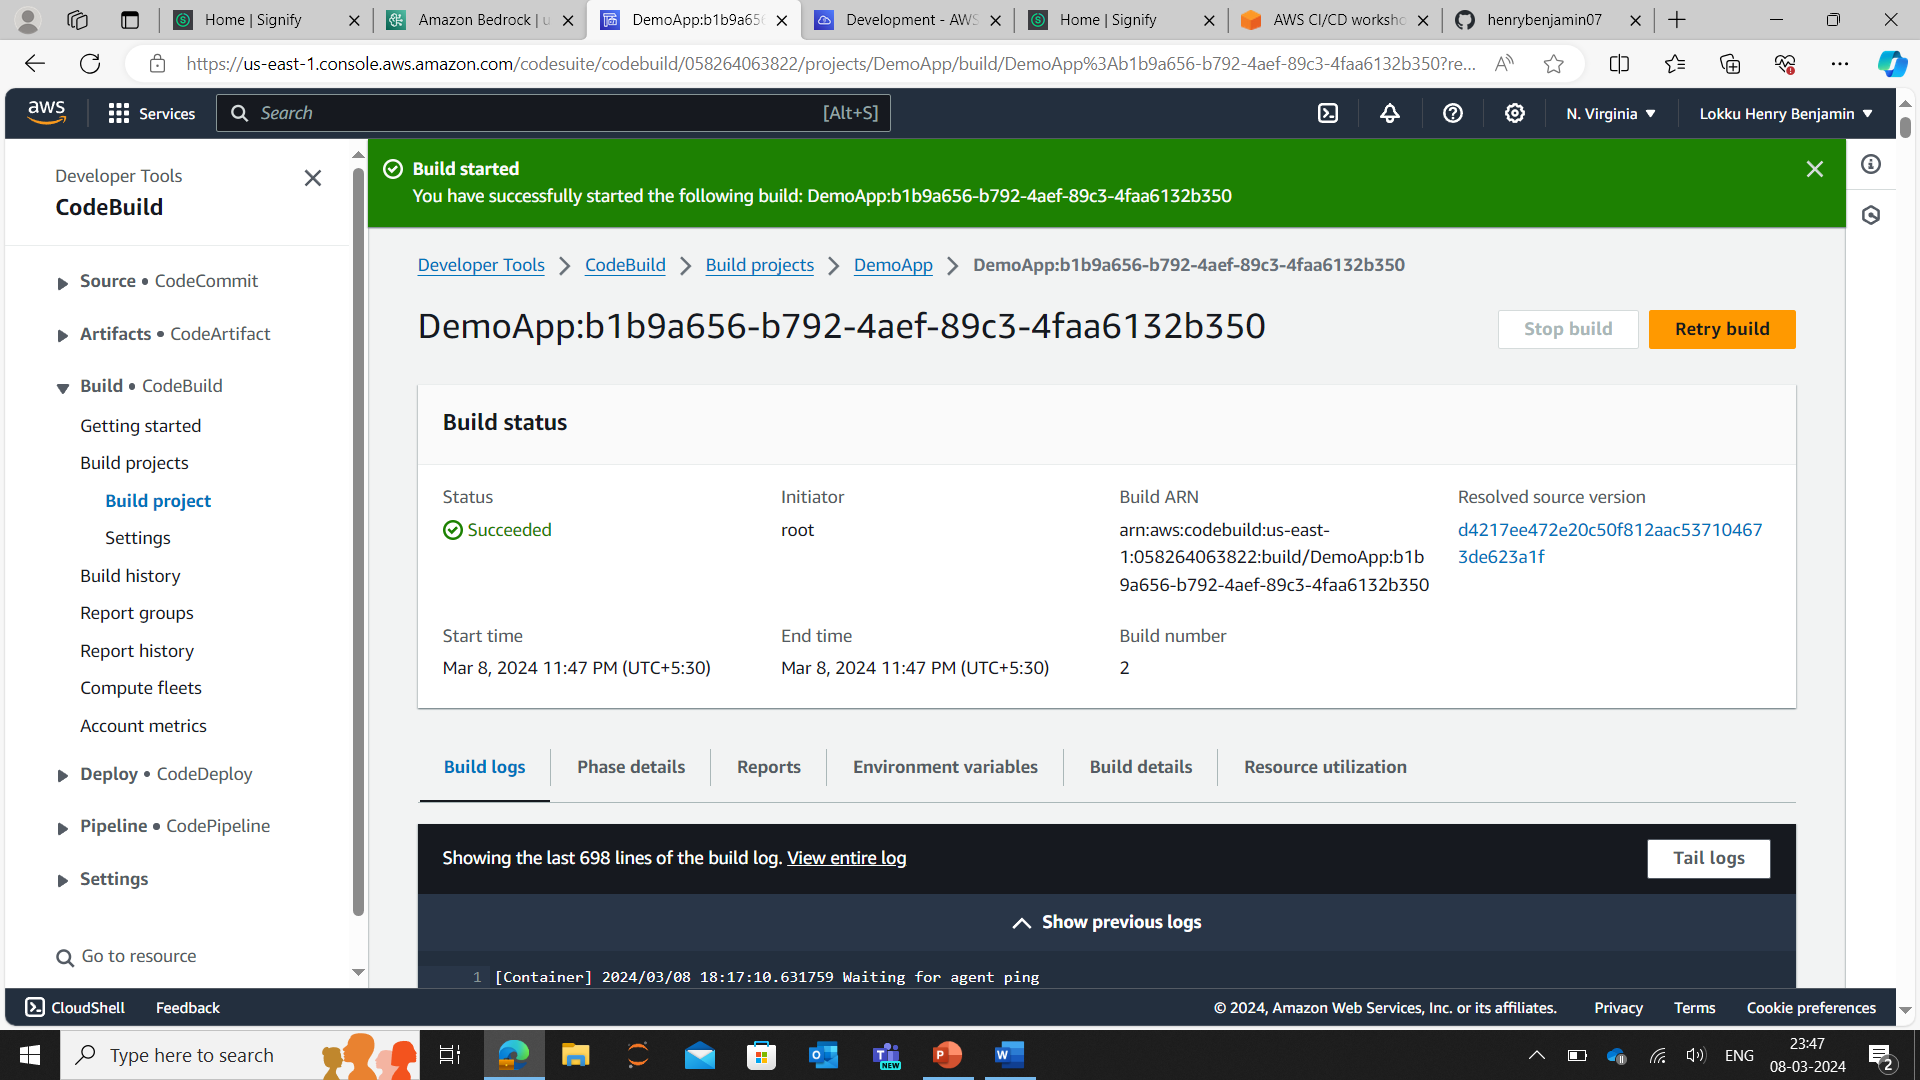 Home | Signify
Amazon Bedrock | u
DemoApp:b1b9a656
Development - AWS
Home | Signify
AWS CI/CD worksho
henrybenjamin07
https://us-east-1.console.aws.amazon.com/codesuite/codebuild/058264063822/projects/DemoApp/build/DemoApp%3Ab1b9a656-b792-4aef-89c3-4faa6132b350?re...
aws
Services
Search
[Alt+S]
N. Virginia
Lokku Henry Benjamin
Developer Tools
CodeBuild
Source • CodeCommit
Artifacts • CodeArtifact
Build • CodeBuild
Getting started
Build projects
Build project
Settings
Build history
Report groups
Report history
Compute fleets
Account metrics
Deploy • CodeDeploy
Pipeline • CodePipeline
Settings
Go to resource
Build started
You have successfully started the following build: DemoApp:b1b9a656-b792-4aef-89c3-4faa6132b350
Developer Tools
CodeBuild
Build projects
DemoApp
DemoApp:b1b9a656-b792-4aef-89c3-4faa6132b350
DemoApp:b1b9a656-b792-4aef-89c3-4faa6132b350
Stop build
Retry build
Build status
Status
Succeeded
Initiator
root
Build ARN
arn:aws:codebuild:us-east-
1:058264063822:build/DemoApp:b1b
9a656-b792-4aef-89c3-4faa6132b350
Resolved source version
d4217ee472e20c50f812aac53710467
3de623a1f
Start time
Mar 8, 2024 11:47 PM (UTC+5:30)
End time
Mar 8, 2024 11:47 PM (UTC+5:30)
Build number
2
Build logs
Phase details
Reports
Environment variables
Build details
Resource utilization
Showing the last 698 lines of the build log. View entire log
Tail logs
Show previous logs
1 [Container] 2024/03/08 18:17:10.631759 Waiting for agent ping
CloudShell
Feedback
© 2024, Amazon Web Services, Inc. or its affiliates.
Privacy
Terms
Cookie preferences
Type here to search
NEW
ENG
23:47
08-03-2024
2